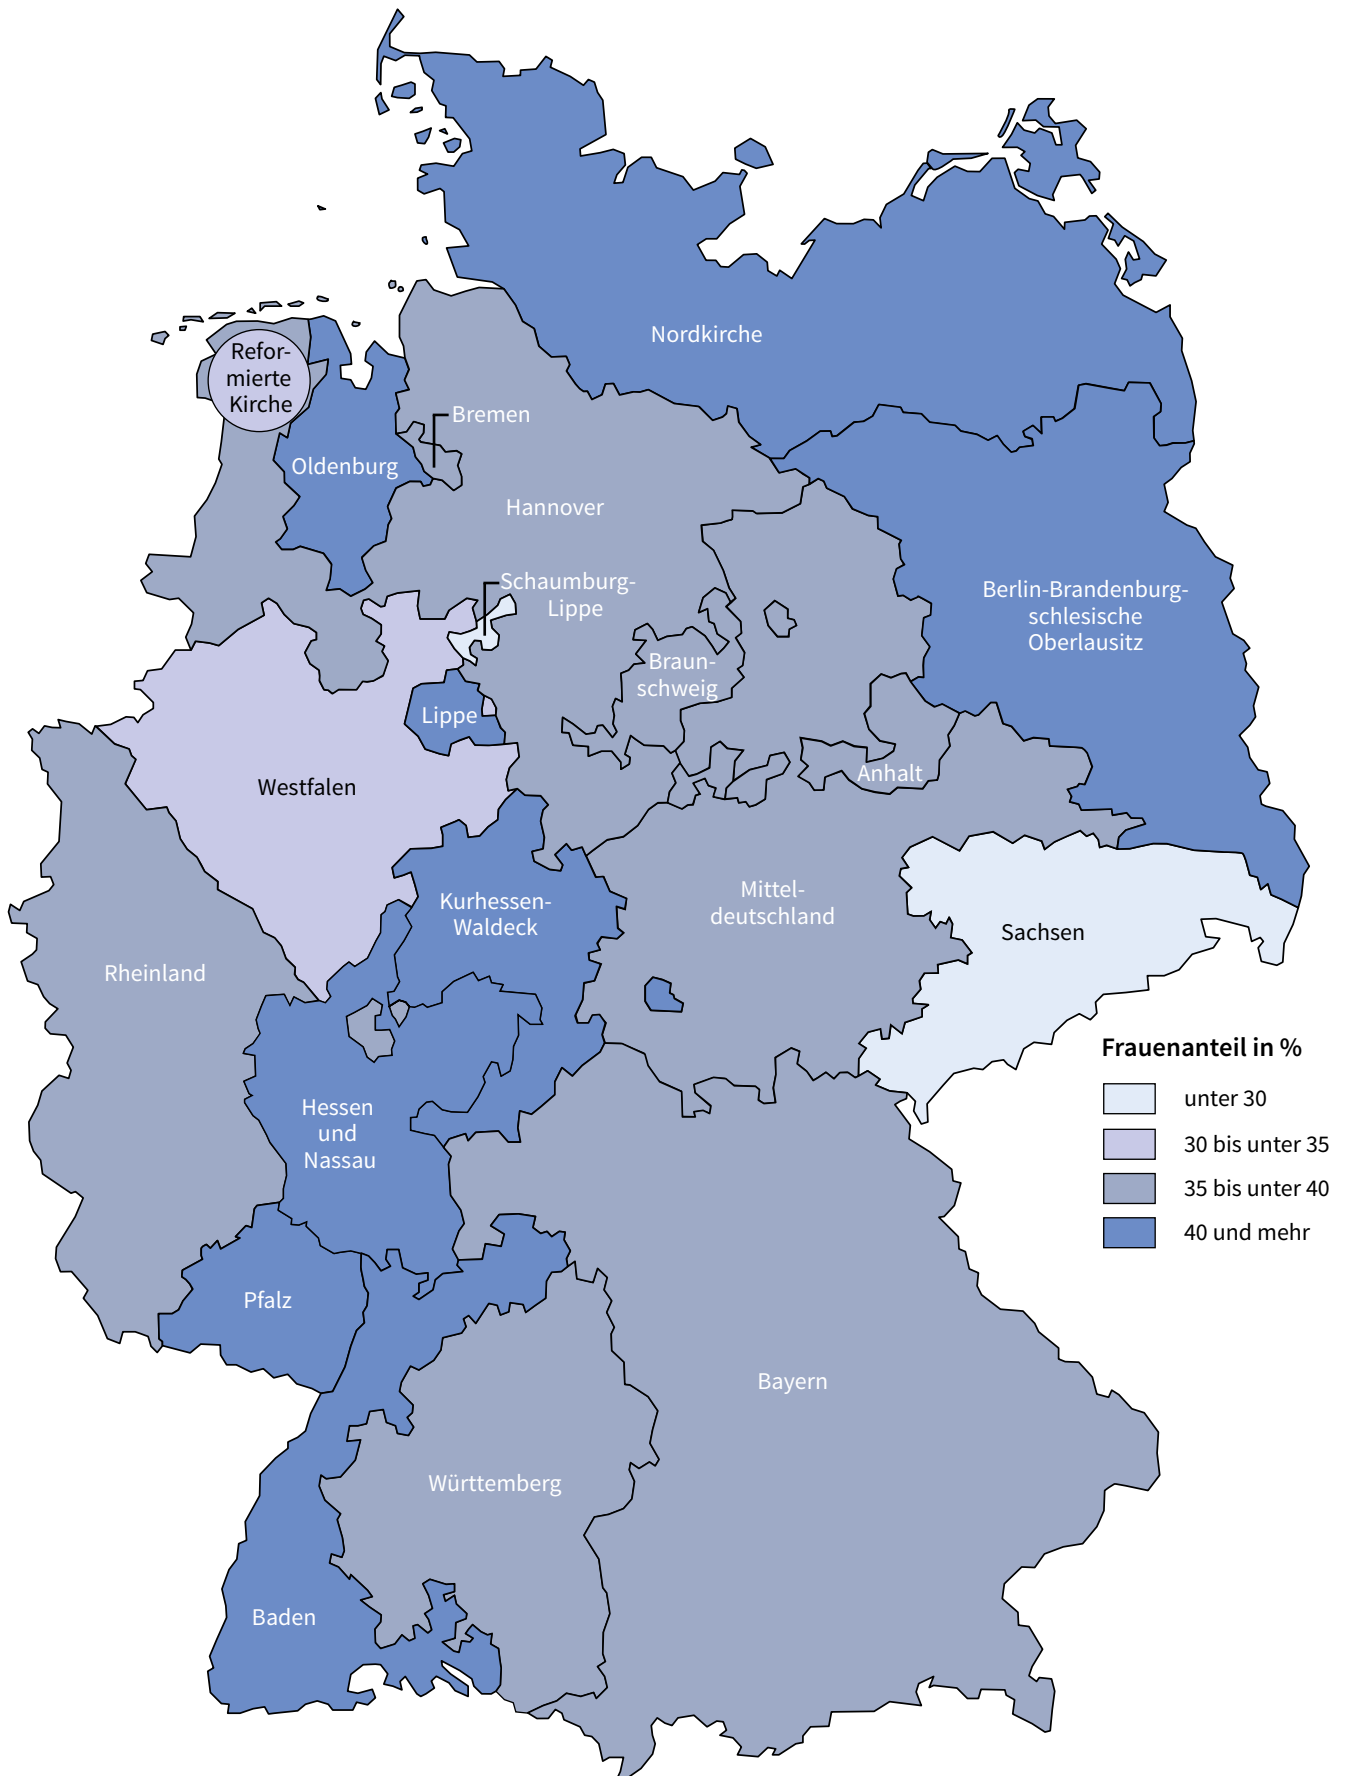 Nordkirche
Refor-
mierte
Kirche
Bremen
Oldenburg
Hannover
Schaumburg-
Lippe
Berlin-Brandenburg-
schlesische
Oberlausitz
Braun-
schweig
Lippe
Anhalt
Westfalen
Mittel-
deutschland
Kurhessen-
Waldeck
Sachsen
Rheinland
Hessen
und
Nassau
Pfalz
Bayern
Württemberg
Baden
Frauenanteil in %
unter 30
30 bis unter 35
35 bis unter 40
40 und mehr